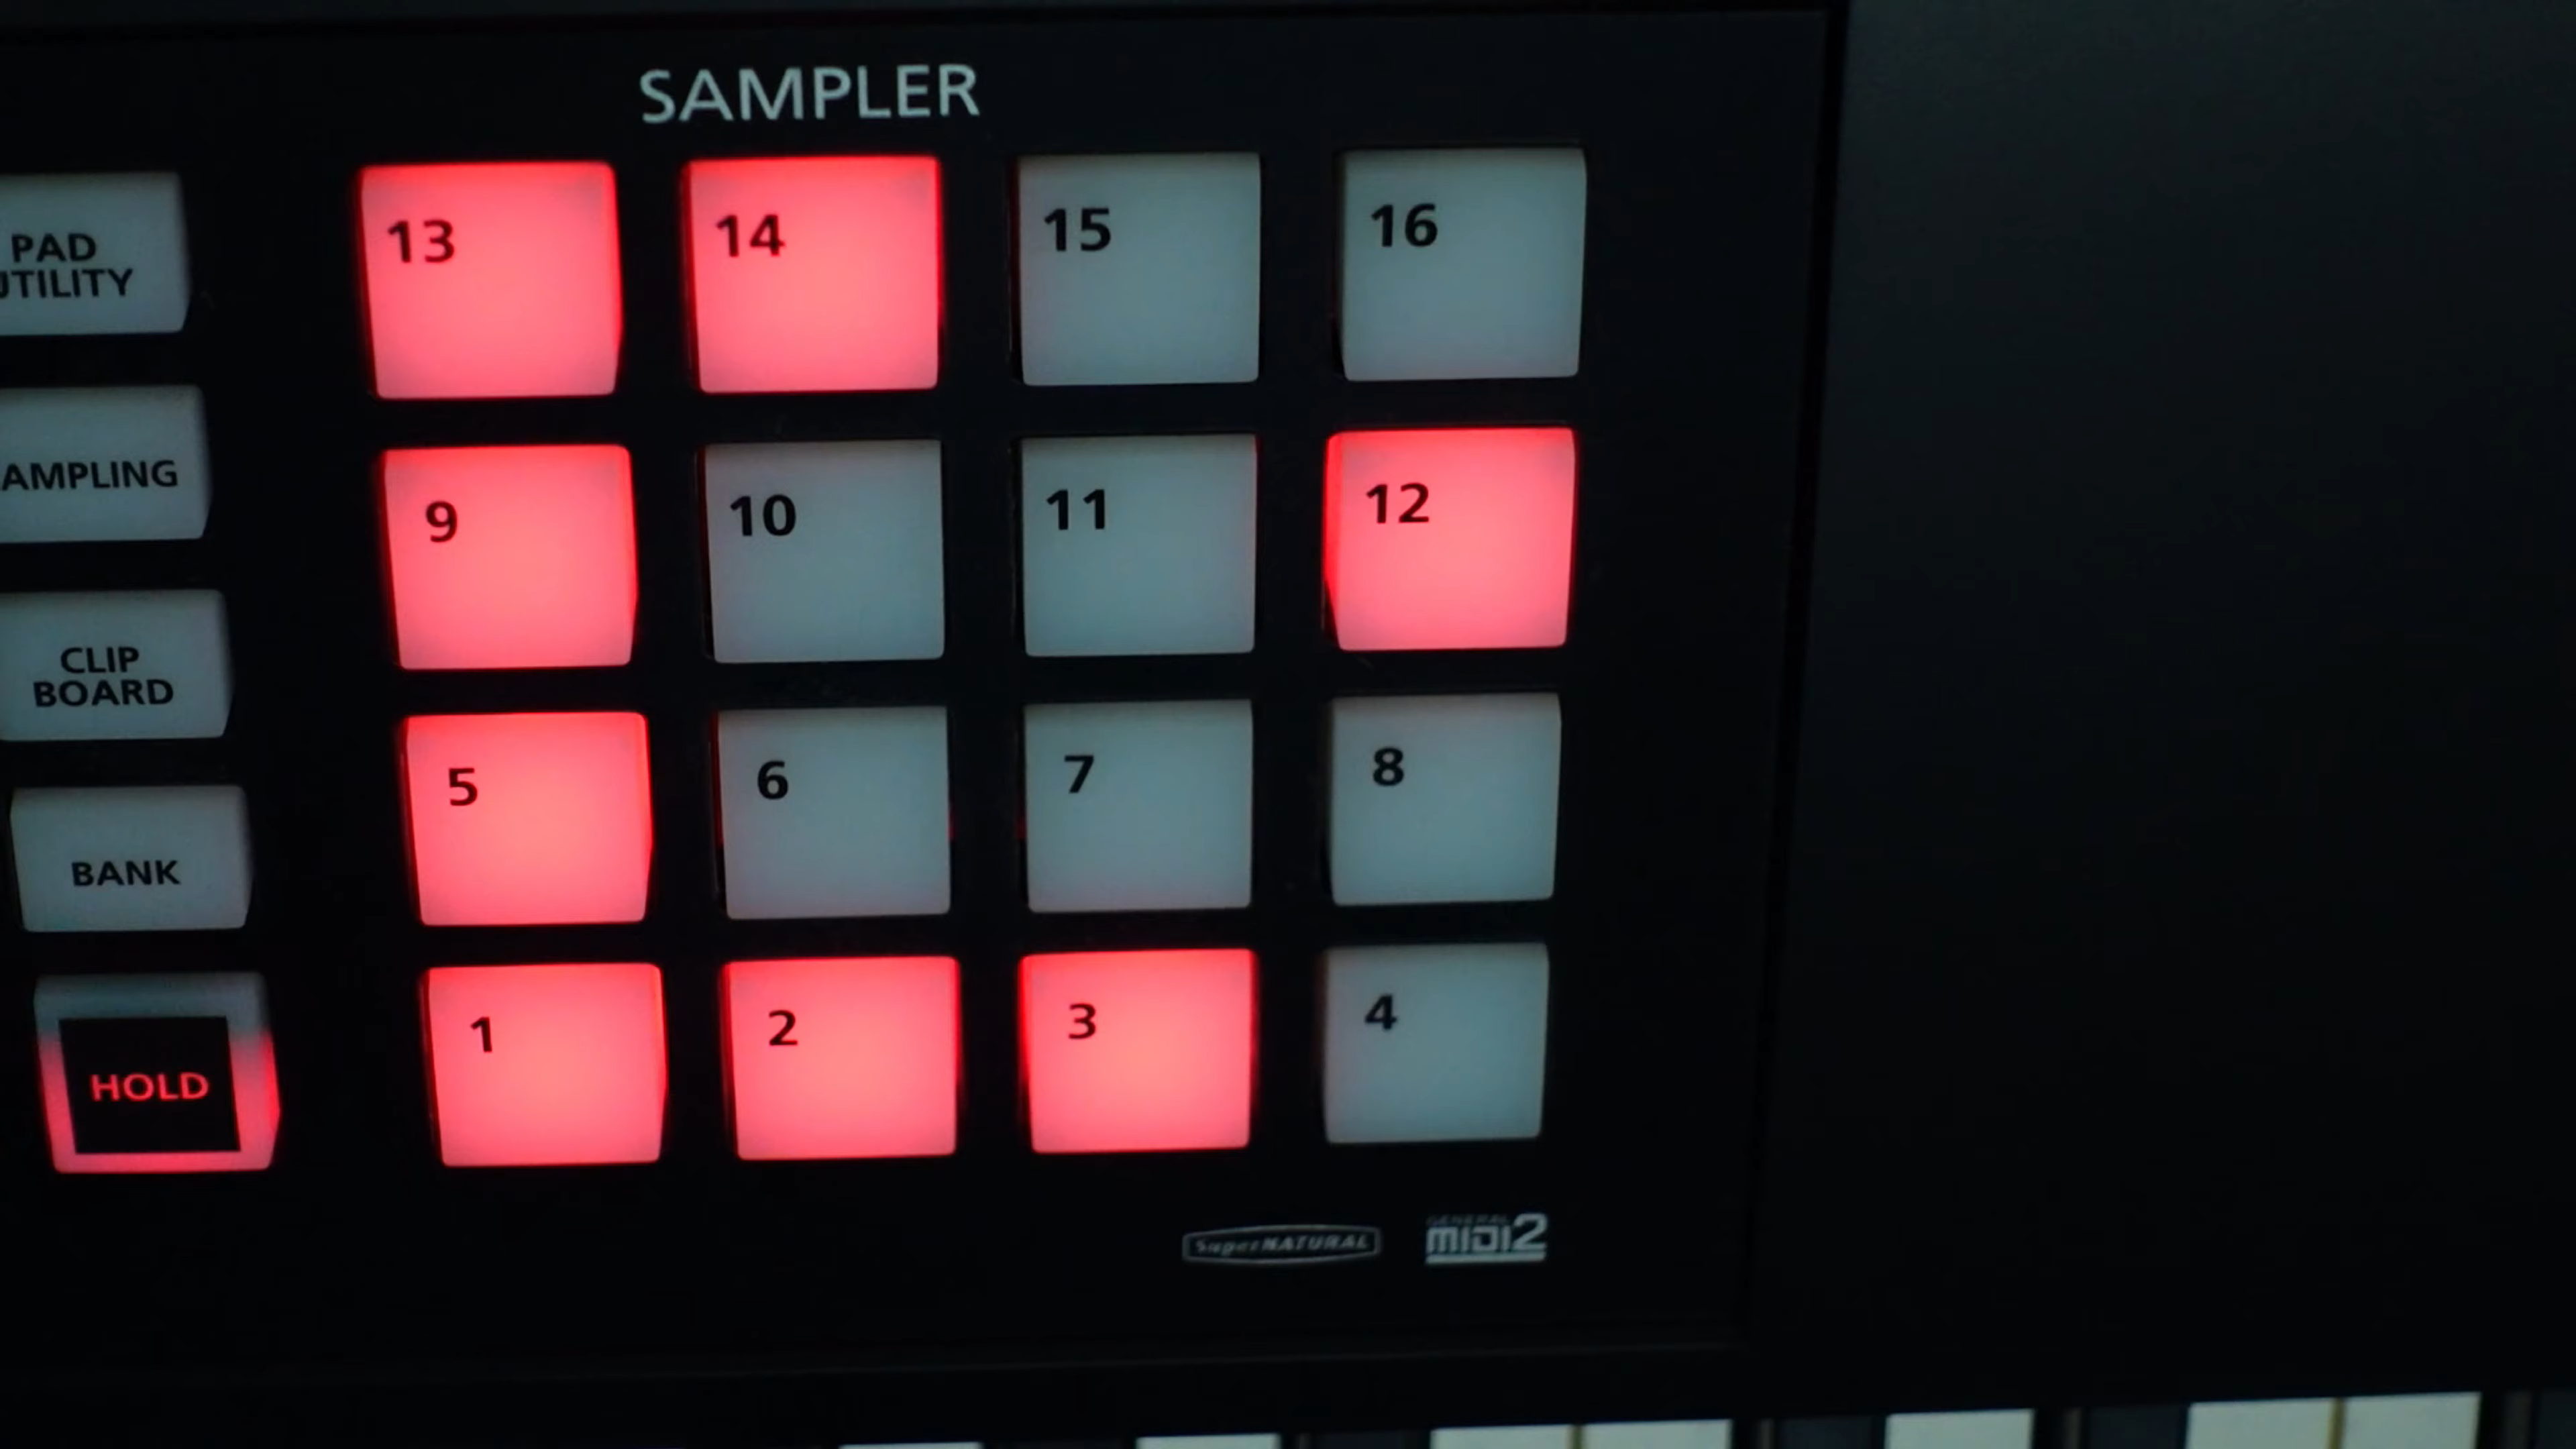 SAMPLER
PAD
UTILITY
13
14
15
16
AMPLING
9
10
11
12
CLIP
BOARD
5
6
7
8
BANK
1
2
3
4
HOLD
SuperNATURAL
GENERAL
MIDI2